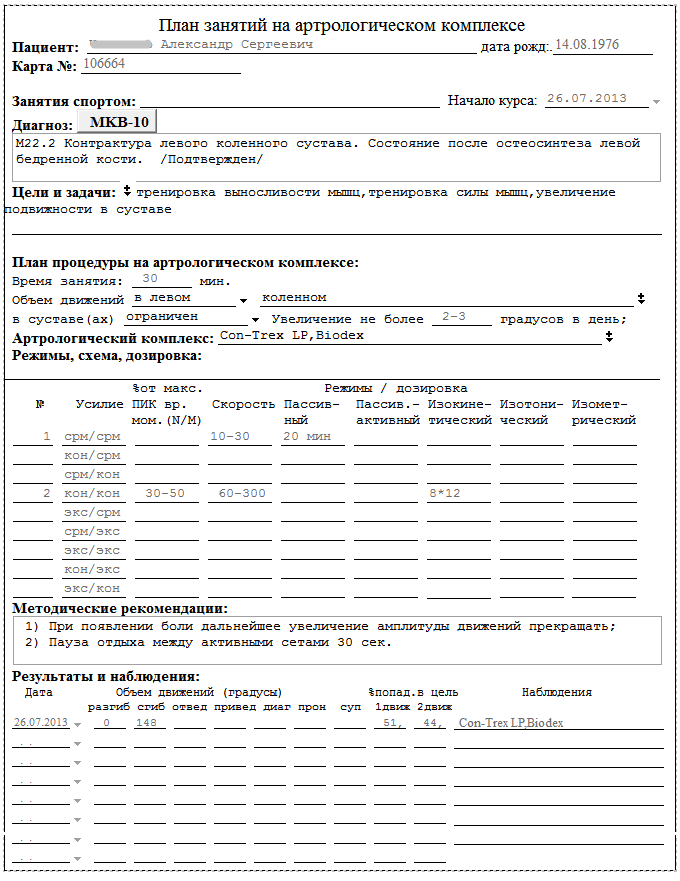 План занятий на артрологическом комплексе
Пациент: Александр Сергеевич дата рожд:. 14.08.1976
Карта №: 106664
Занятия спортом: Начало курса: 26.07.2013
Диагноз: МКВ-10
M22.2 Контрактура левого коленного сустава. Состояние после остеосинтеза левой
бедренной кости. /Подтвержден/
Цели и задачи: тренировка выносливости мышц,тренировка силы мышц,увеличение
подвижности в суставе
План процедуры на артрологическом комплексе:
Время занятия: 30 мин.
Объем движений в левом коленном
в суставе(ах) ограничен Увеличение не более 2-3 градусов в день;
Артрологический комплекс: Con-Trex LP,Biodex
Режимы, схема, дозировка:
%от макс. Режимы / дозировка
№ Усилие ПИК вр. Скорость Пассив- Пассив.- Изокине- Изотони- Изомет-
мом.(N/M) ный активный тический ческий рический
1 срм/срм 10-30 20 мин
кон/срм
срм/кон
2 кон/кон 30-50 60-300 8*12
экс/срм
срм/экс
экс/экс
кон/экс
экс/кон
Методические рекомендации:
1) При появлении боли дальнейшее увеличение амплитуды движений прекращать;
2) Пауза отдыха между активными сетами 30 сек.
Результаты и наблюдения:
Дата Объем движений (градусы) %попад.в цель Наблюдения
разгиб сгиб отвед привед диаг прон суп 1движ 2движ
26.07.2013 0 148 51, 44, Con-Trex LP,Biodex
. .
. .
. .
. .
. .
. .
. .